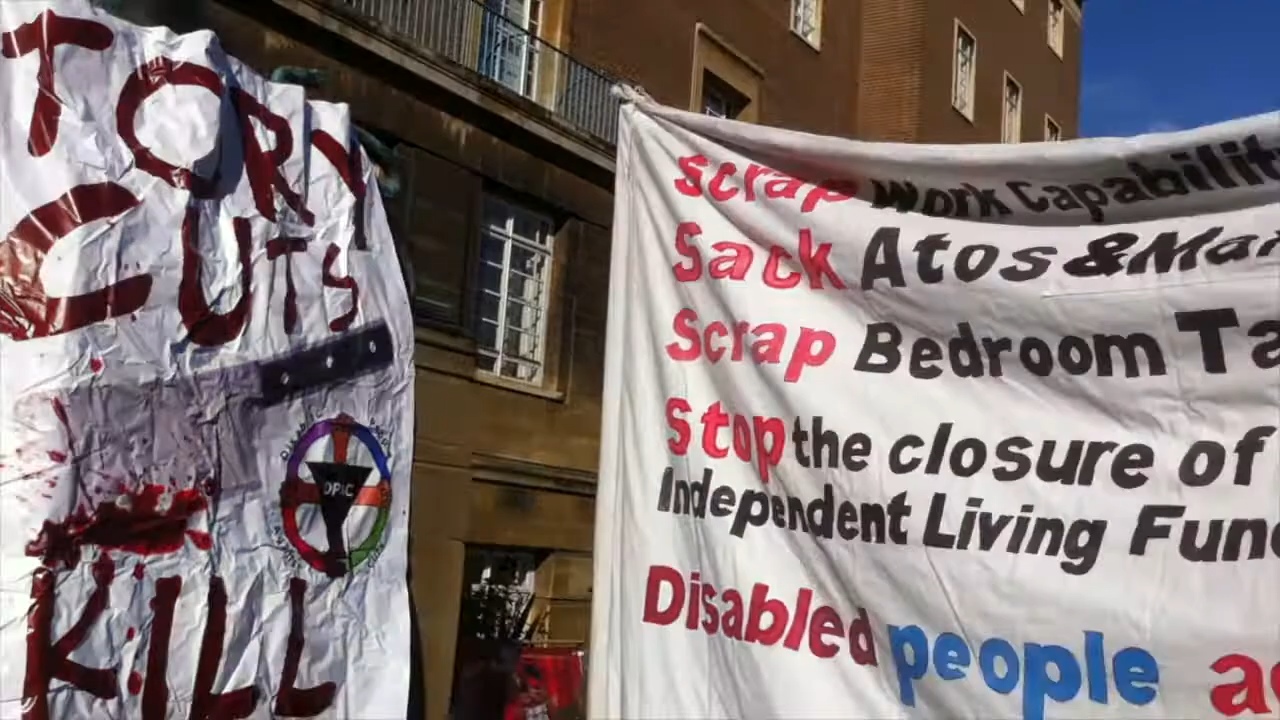 TORY
CUTS
DPAC
KILL
Scrap Work Capabilit
Sack Atos & Ma
Scrap Bedroom Ta
Stop the closure of
Independent Living Fun
Disabled people a